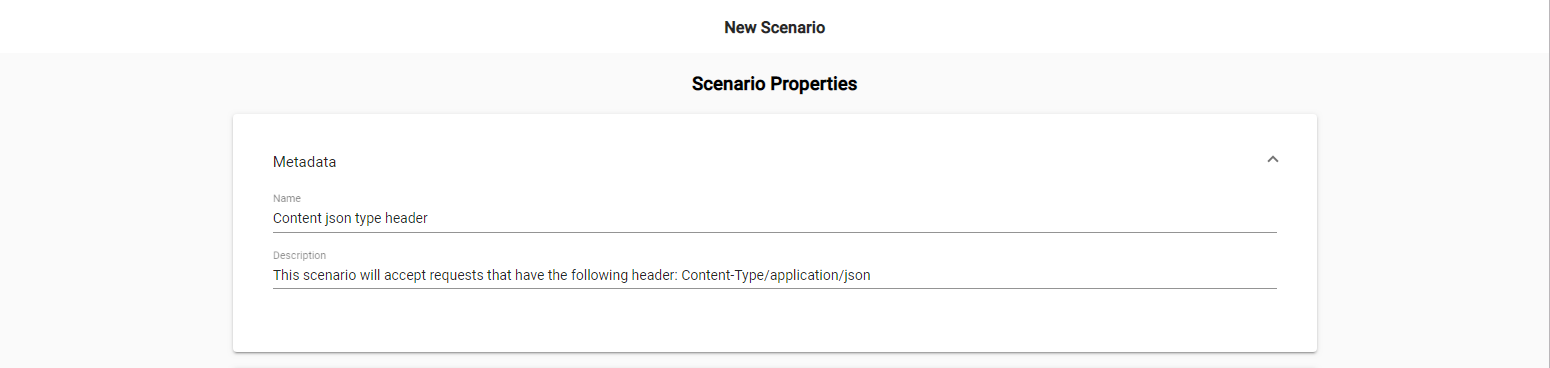 New Scenario
Scenario Properties
Metadata
Name
Content json type header
Description
This scenario will accept requests that have the following header: Content-Type/application/json